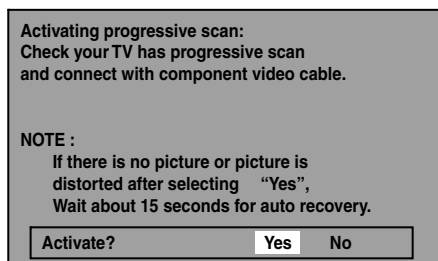 Activating progressive scan:
Check your TV has progressive scan
and connect with component video cable.
NOTE :
If there is no picture or picture is
distorted after selecting “Yes”,
Wait about 15 seconds for auto recovery.
Activate? Yes No